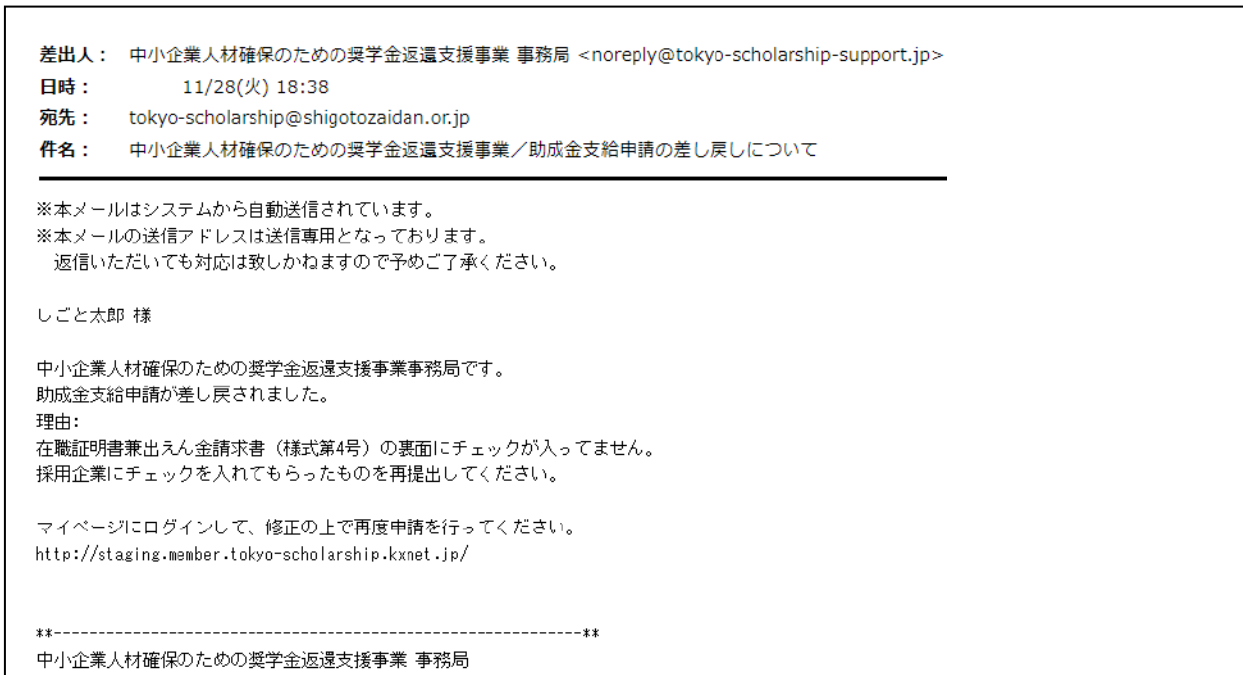 差出人： 中小企業人材確保のための奨学金返還支援事業 事務局 <noreply@tokyo-scholarship-support.jp>
日時： 11/28(火) 18:38
宛先： tokyo-scholarship@shigotozaidan.or.jp
件名： 中小企業人材確保のための奨学金返還支援事業／助成金支給申請の差し戻しについて
※本メールはシステムから自動送信されています。
※本メールの送信アドレスは送信専用となっております。
返信いただいても対応は致しかねますので予めご了承ください。
しごと太郎 様
中小企業人材確保のための奨学金返還支援事業事務局です。
助成金支給申請が差し戻されました。
理由:
在職証明書兼出えん金請求書（様式第4号）の裏面にチェックが入ってません。
採用企業にチェックを入れてもらったものを再提出してください。
マイページにログインして、修正の上で再度申請を行ってください。
http://staging.member.tokyo-scholarship.kxnet.jp/
**------------------------------------------------------------**
中小企業人材確保のための奨学金返還支援事業 事務局